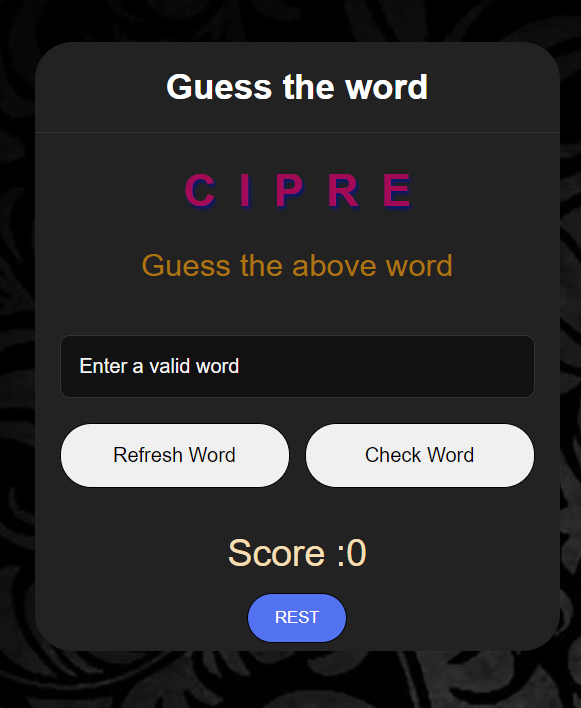 Guess the word
C I P R E
Guess the above word
Enter a valid word
Refresh Word Check Word
Score :0
REST